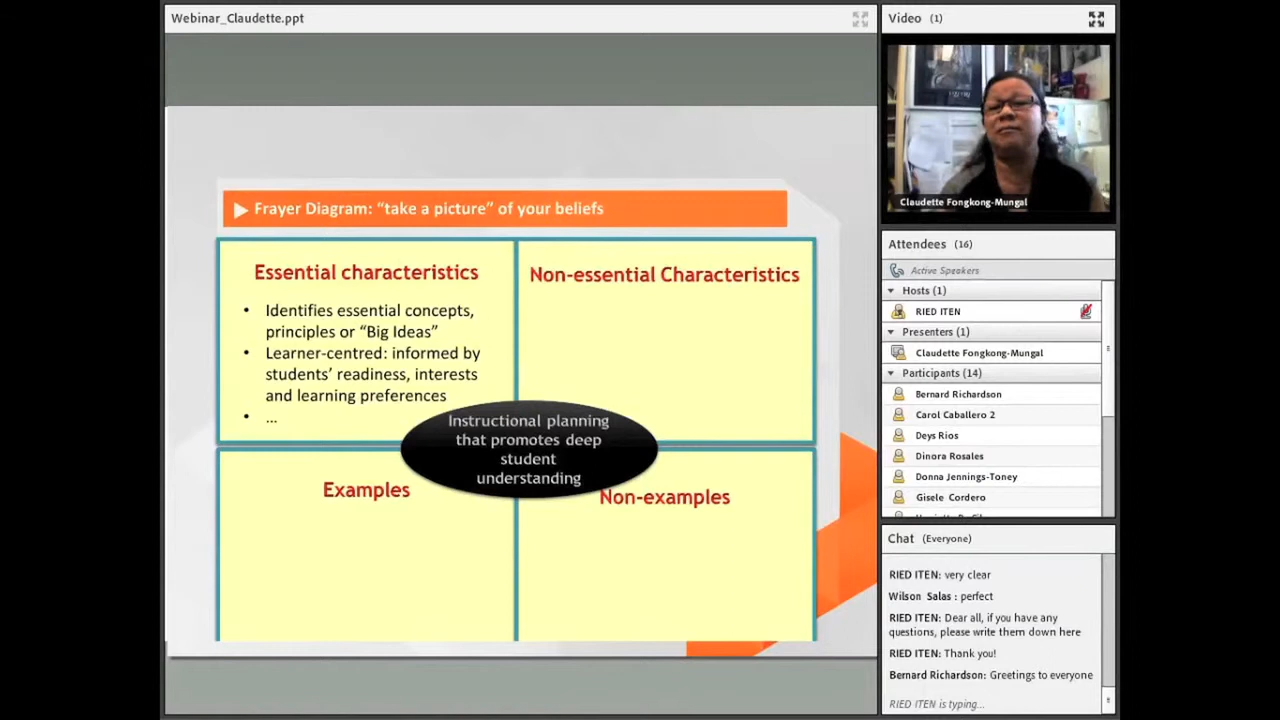 Webinar_Claudette.ppt
Frayer Diagram: “take a picture” of your beliefs
Essential characteristics
• Identifies essential concepts,
principles or “Big Ideas”
• Learner-centred: informed by
students’ readiness, interests
and learning preferences
• ...
Non-essential Characteristics
Instructional planning
that promotes deep
student
understanding
Examples
Non-examples
Video (1)
Claudette Fongkong-Mungal
Attendees (16)
Active Speakers
Hosts (1)
RIED ITEN
Presenters (1)
Claudette Fongkong-Mungal
Participants (14)
Bernard Richardson
Carol Caballero 2
Deys Rios
Dinora Rosales
Donna Jennings-Toney
Gisele Cordero
Chat (Everyone)
RIED ITEN: very clear
Wilson Salas : perfect
RIED ITEN: Dear all, if you have any
questions, please write them down here
RIED ITEN: Thank you!
Bernard Richardson: Greetings to everyone
RIED ITEN is typing...